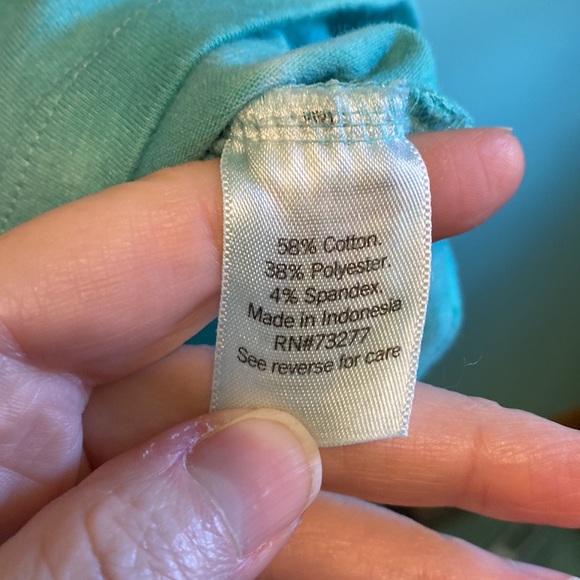 58% Cotton.
38% Polyester.
4% Spandex.
Made in Indonesia
RN#73277
See reverse for care